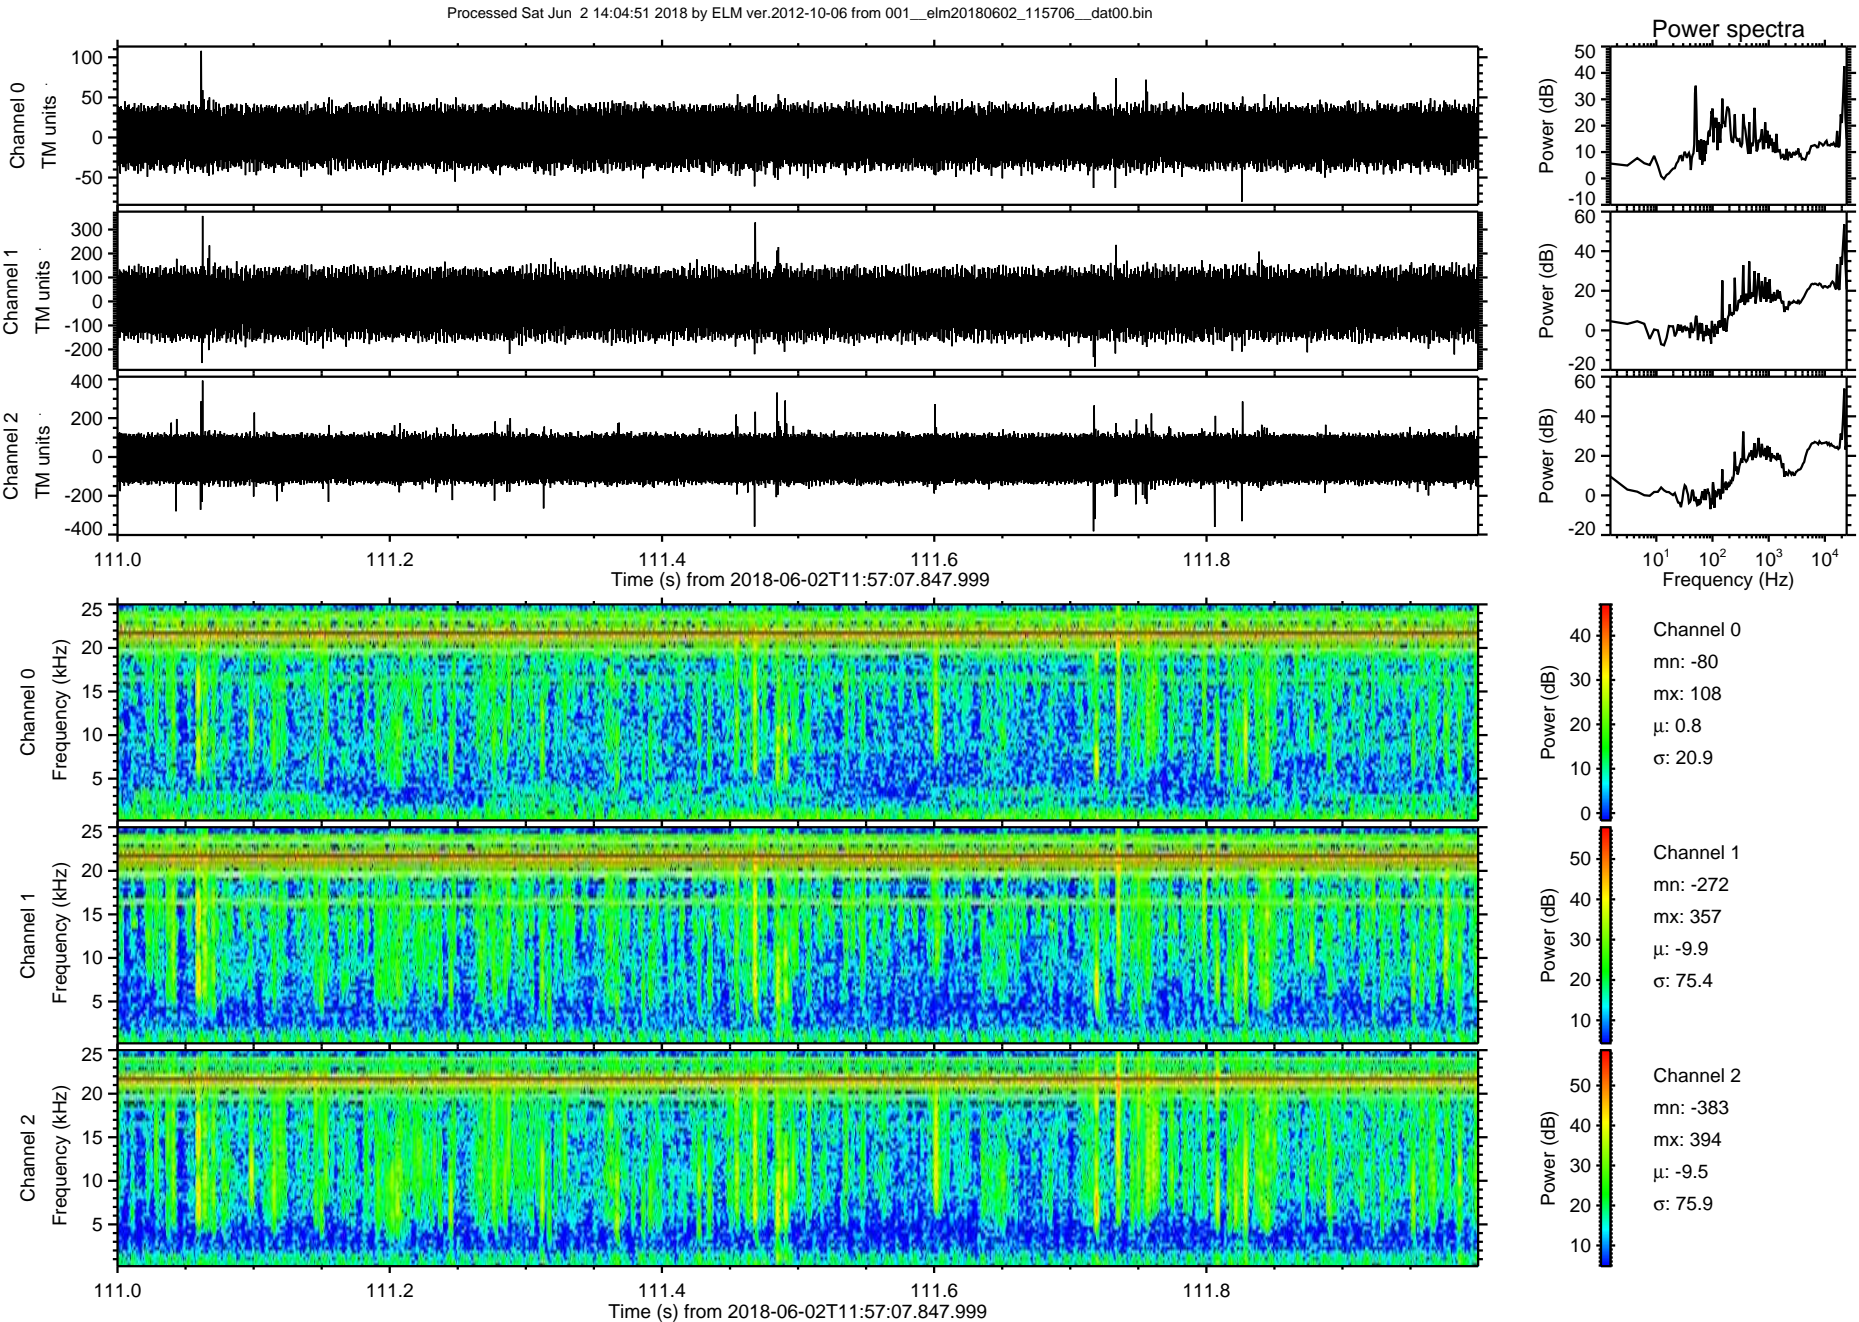 Processed Sat Jun  2 14:04:51 2018 by ELM ver.2012-10-06 from 001__elm20180602_115706__dat00.bin
Power spectra
Channel 0
TM units
100
50
0
-50
Power (dB)
50
40
30
20
10
0
-10
Channel 1
TM units
300
200
100
0
-100
-200
Power (dB)
60
40
20
0
-20
Channel 2
TM units
400
200
0
-200
-400
Power (dB)
60
40
20
0
-20
111.0 111.2 111.4 111.6 111.8
Time (s) from 2018-06-02T11:57:07.847.999
10¹ 10² 10³ 10⁴
Frequency (Hz)
Channel 0
Frequency (kHz)
25
20
15
10
5
Power (dB)
40
30
20
10
0
Channel 0
mn: -80
mx: 108
μ: 0.8
σ: 20.9
Channel 1
Frequency (kHz)
25
20
15
10
5
Power (dB)
50
40
30
20
10
Channel 1
mn: -272
mx: 357
μ: -9.9
σ: 75.4
Channel 2
Frequency (kHz)
25
20
15
10
5
Power (dB)
50
40
30
20
10
Channel 2
mn: -383
mx: 394
μ: -9.5
σ: 75.9
111.0 111.2 111.4 111.6 111.8
Time (s) from 2018-06-02T11:57:07.847.999